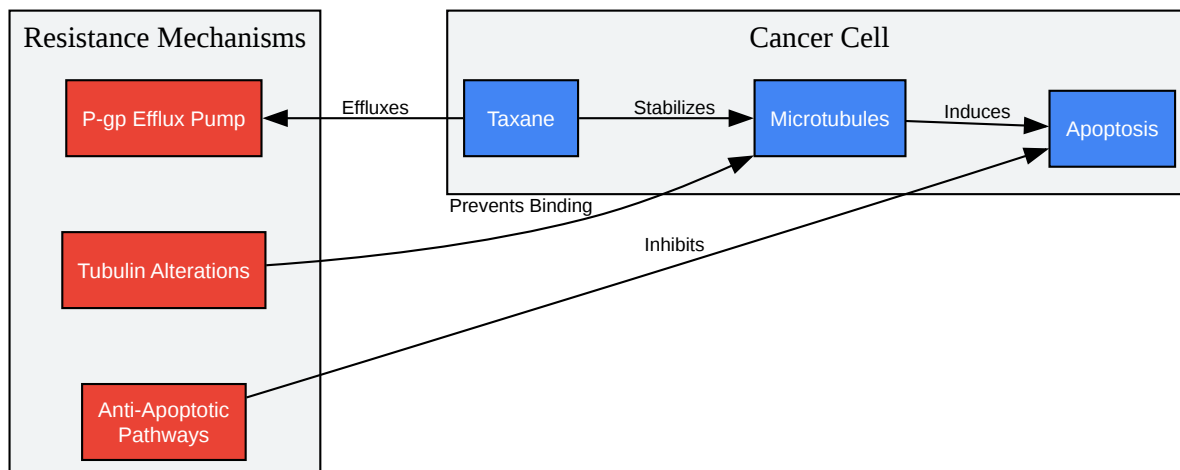 Resistance Mechanisms
P-gp Efflux Pump
Tubulin Alterations
Anti-Apoptotic
Pathways
Cancer Cell
Effluxes
Taxane
Stabilizes
Microtubules
Induces
Apoptosis
Prevents Binding
Inhibits